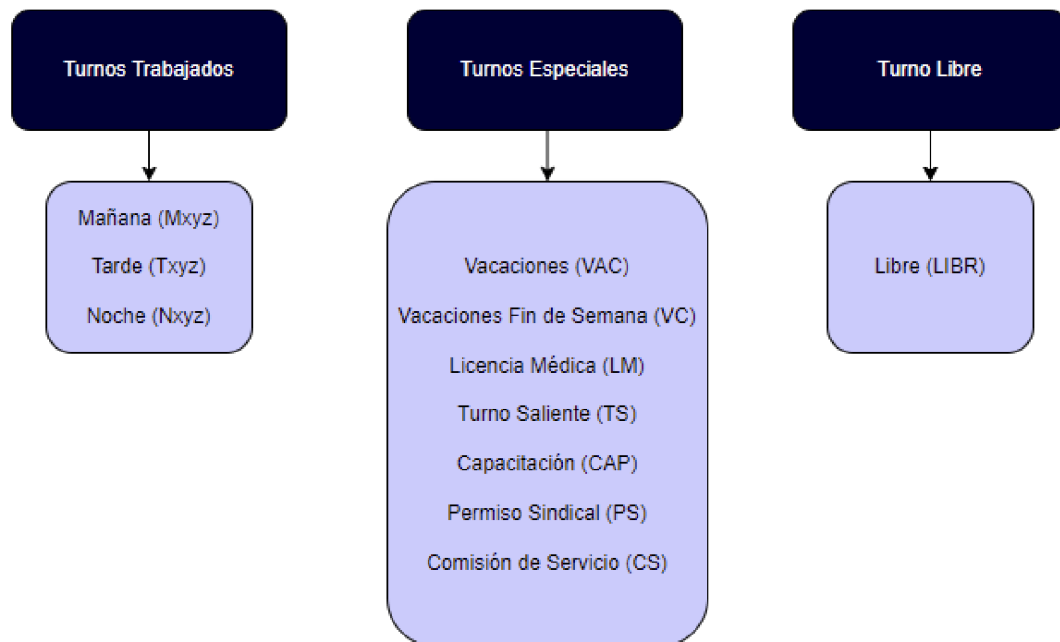 Turnos Trabajados
Mañana (Mxyz)
Tarde (Txyz)
Noche (Nxyz)
Turnos Especiales
Vacaciones (VAC)
Vacaciones Fin de Semana (VC)
Licencia Médica (LM)
Turno Saliente (TS)
Capacitación (CAP)
Permiso Sindical (PS)
Comisión de Servicio (CS)
Turno Libre
Libre (LIBR)